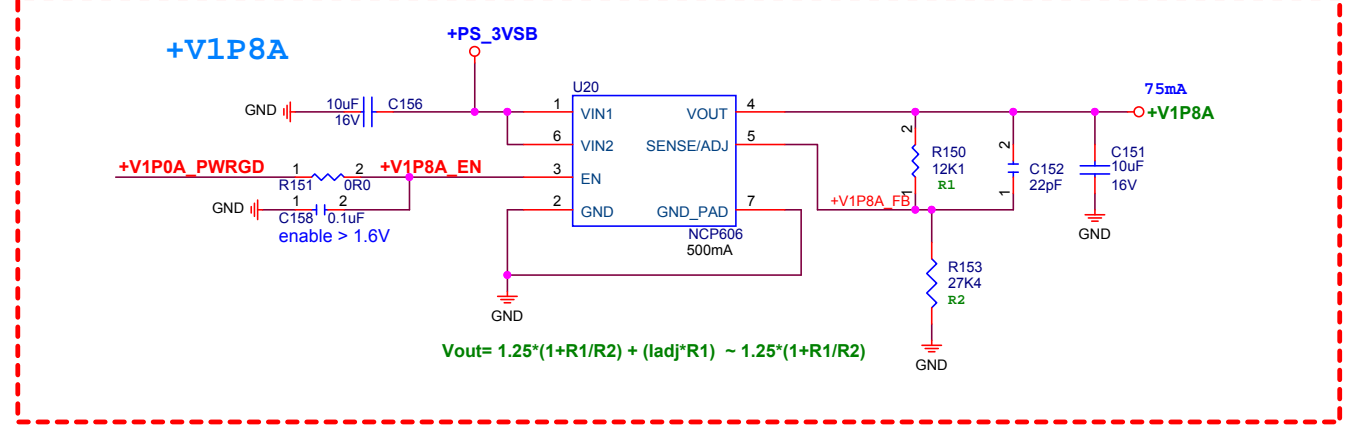 +V1P8A
+PS_3VSB
U20
75mA
GND
10uF
C156
16V
1
VIN1
VOUT
4
+V1P8A
6
VIN2
SENSE/ADJ
5
2
R150
12K1
R1
1
2
C152
22pF
1
C151
10uF
16V
+V1P0A_PWRGD
1
2
+V1P8A_EN
R151
0R0
3
EN
+V1P8A_FB
GND
1
2
C158
0.1uF
enable > 1.6V
2
GND
GND_PAD
7
NCP606
500mA
GND
R153
27K4
R2
GND
Vout= 1.25*(1+R1/R2) + (Iadj*R1)  ~ 1.25*(1+R1/R2)
GND